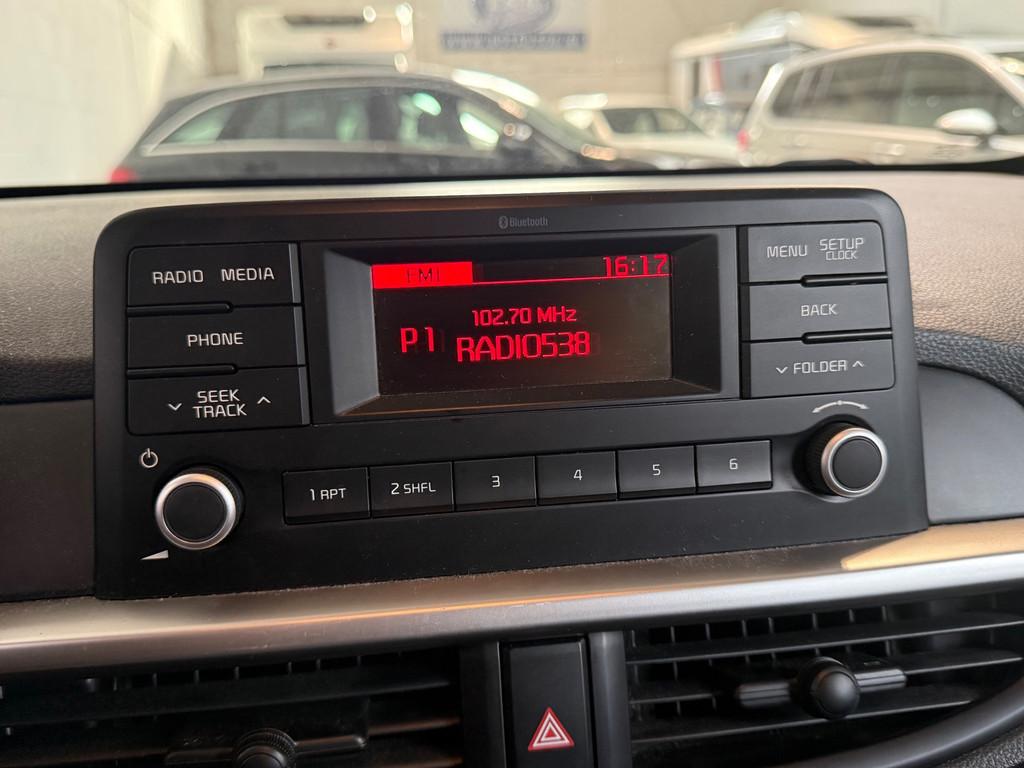 Bluetooth
RADIO MEDIA
PHONE
SEEK
TRACK
FM1
16:17
102.70 MHz
P1
RADIO538
MENU
SETUP
CLOCK
BACK
FOLDER
1 RPT
2 SHFL
3
4
5
6